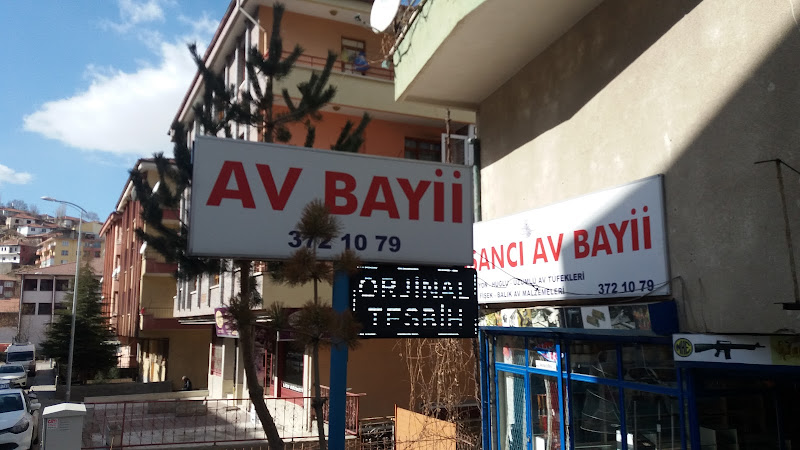 AV BAYİİ
372 10 79
ORJİNAL
TESBİH
SANCI AV BAYİİ
HUĞLU
AV TÜFEKLERİ
372 10 79
BALIK AV MALZEMELERİ